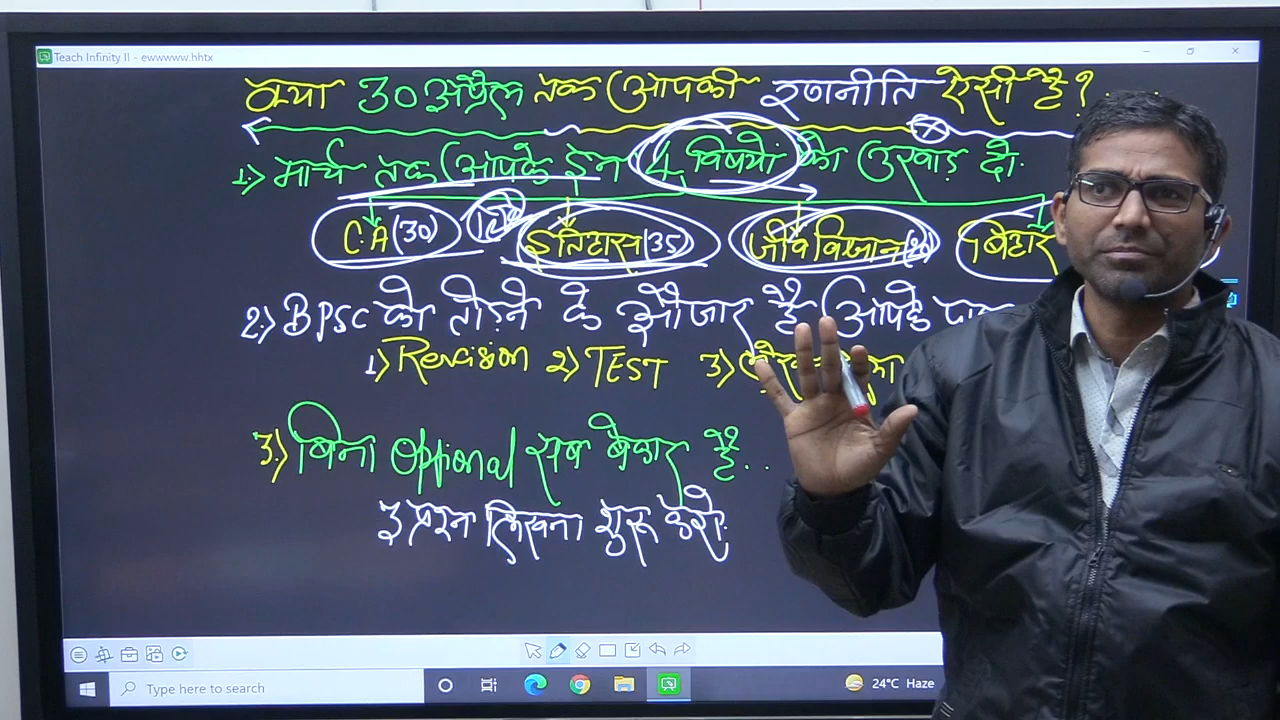 Teach Infinity II - ewwwww.hhtx
क्या 30 अप्रैल तक आपकी रणनीति ऐसी है?...
1.) मार्च तक आपके इन 4 विषयों को उखाड़ दो.
C.A (30) इतिहास (35) जीव विज्ञान बिहार
2.) BPSC को तोड़ने के औजार है आपके
1) Revision 2) TEST 3)
3.) बिना Optional सब बेकार है..
3 प्रश्न लिखना शुरू करो.
Type here to search
24°C Haze